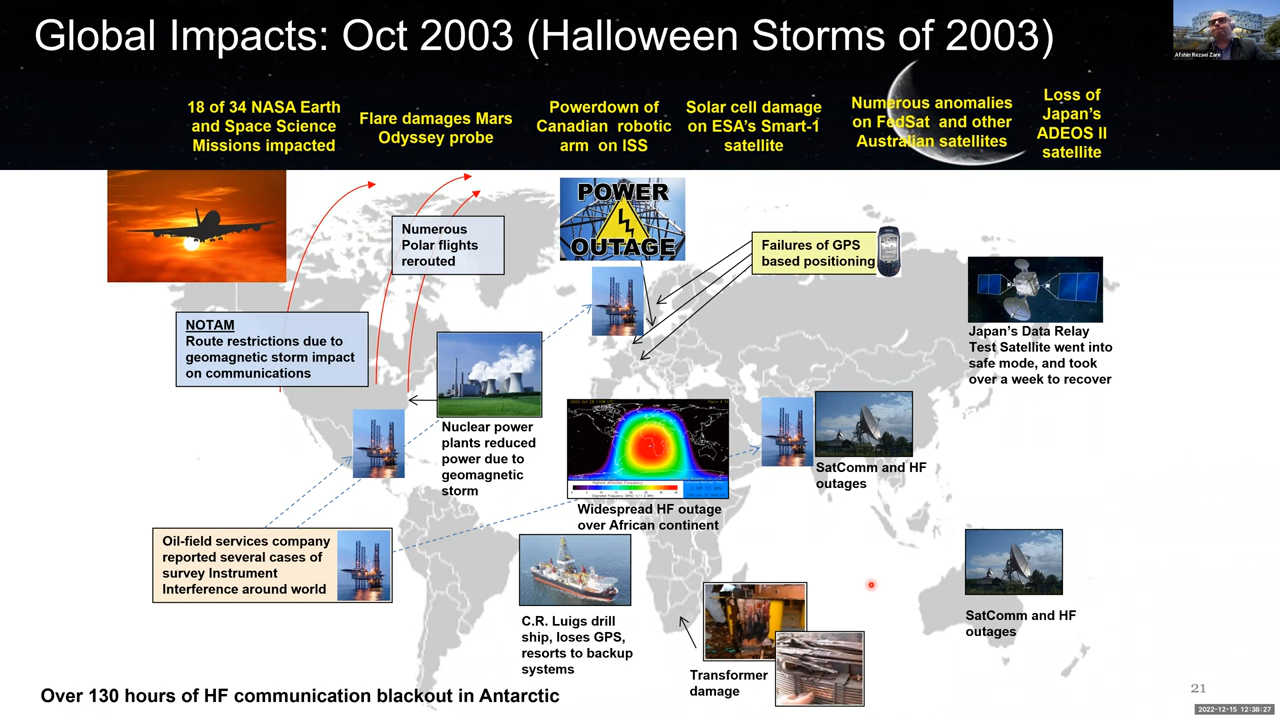 Global Impacts: Oct 2003 (Halloween Storms of 2003)
Afshin Rezaei Zare
18 of 34 NASA Earth
and Space Science
Missions impacted
Flare damages Mars
Odyssey probe
Powerdown of
Canadian robotic
arm on ISS
Solar cell damage
on ESA's Smart-1
satellite
Numerous anomalies
on FedSat and other
Australian satellites
Loss of
Japan's
ADEOS II
satellite
Numerous
Polar flights
rerouted
POWER
OUTAGE
Failures of GPS
based positioning
NOTAM
Route restrictions due to
geomagnetic storm impact
on communications
Japan's Data Relay
Test Satellite went into
safe mode, and took
over a week to recover
Nuclear power
plants reduced
power due to
geomagnetic
storm
SatComm and HF
outages
Widespread HF outage
over African continent
Oil-field services company
reported several cases of
survey Instrument
Interference around world
C.R. Luigs drill
ship, loses GPS,
resorts to backup
systems
Transformer
damage
SatComm and HF
outages
Over 130 hours of HF communication blackout in Antarctic
21
2022-12-15 12:38:27